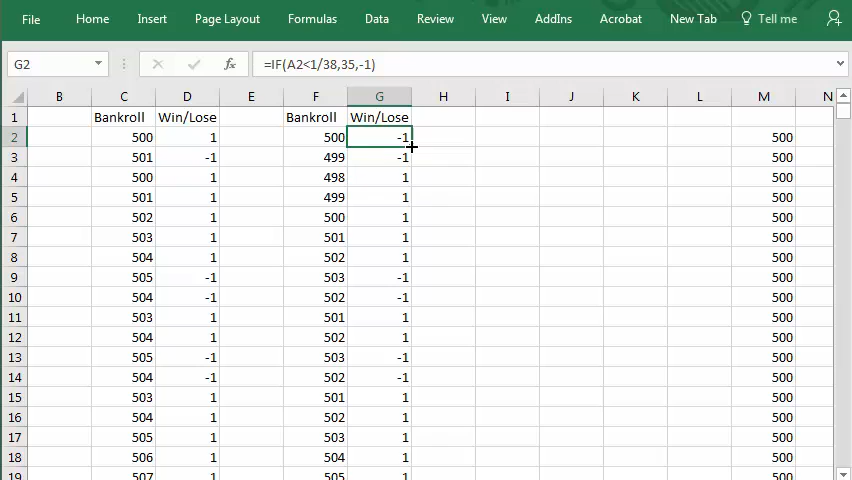 File Home Insert Page Layout Formulas Data Review View AddIns Acrobat New Tab Tell me
G2 fx =IF(A2<1/38,35,-1)
B C D E F G H I J K L M N
1 Bankroll Win/Lose Bankroll Win/Lose
2 500 1 500 -1 500
3 501 -1 499 -1 500
4 500 1 498 1 500
5 501 1 499 1 500
6 502 1 500 1 500
7 503 1 501 1 500
8 504 1 502 1 500
9 505 -1 503 -1 500
10 504 -1 502 -1 500
11 503 1 501 1 500
12 504 1 502 1 500
13 505 -1 503 -1 500
14 504 -1 502 -1 500
15 503 1 501 1 500
16 504 1 502 1 500
17 505 1 503 1 500
18 506 1 504 1 500
19 507 1 505 1 500